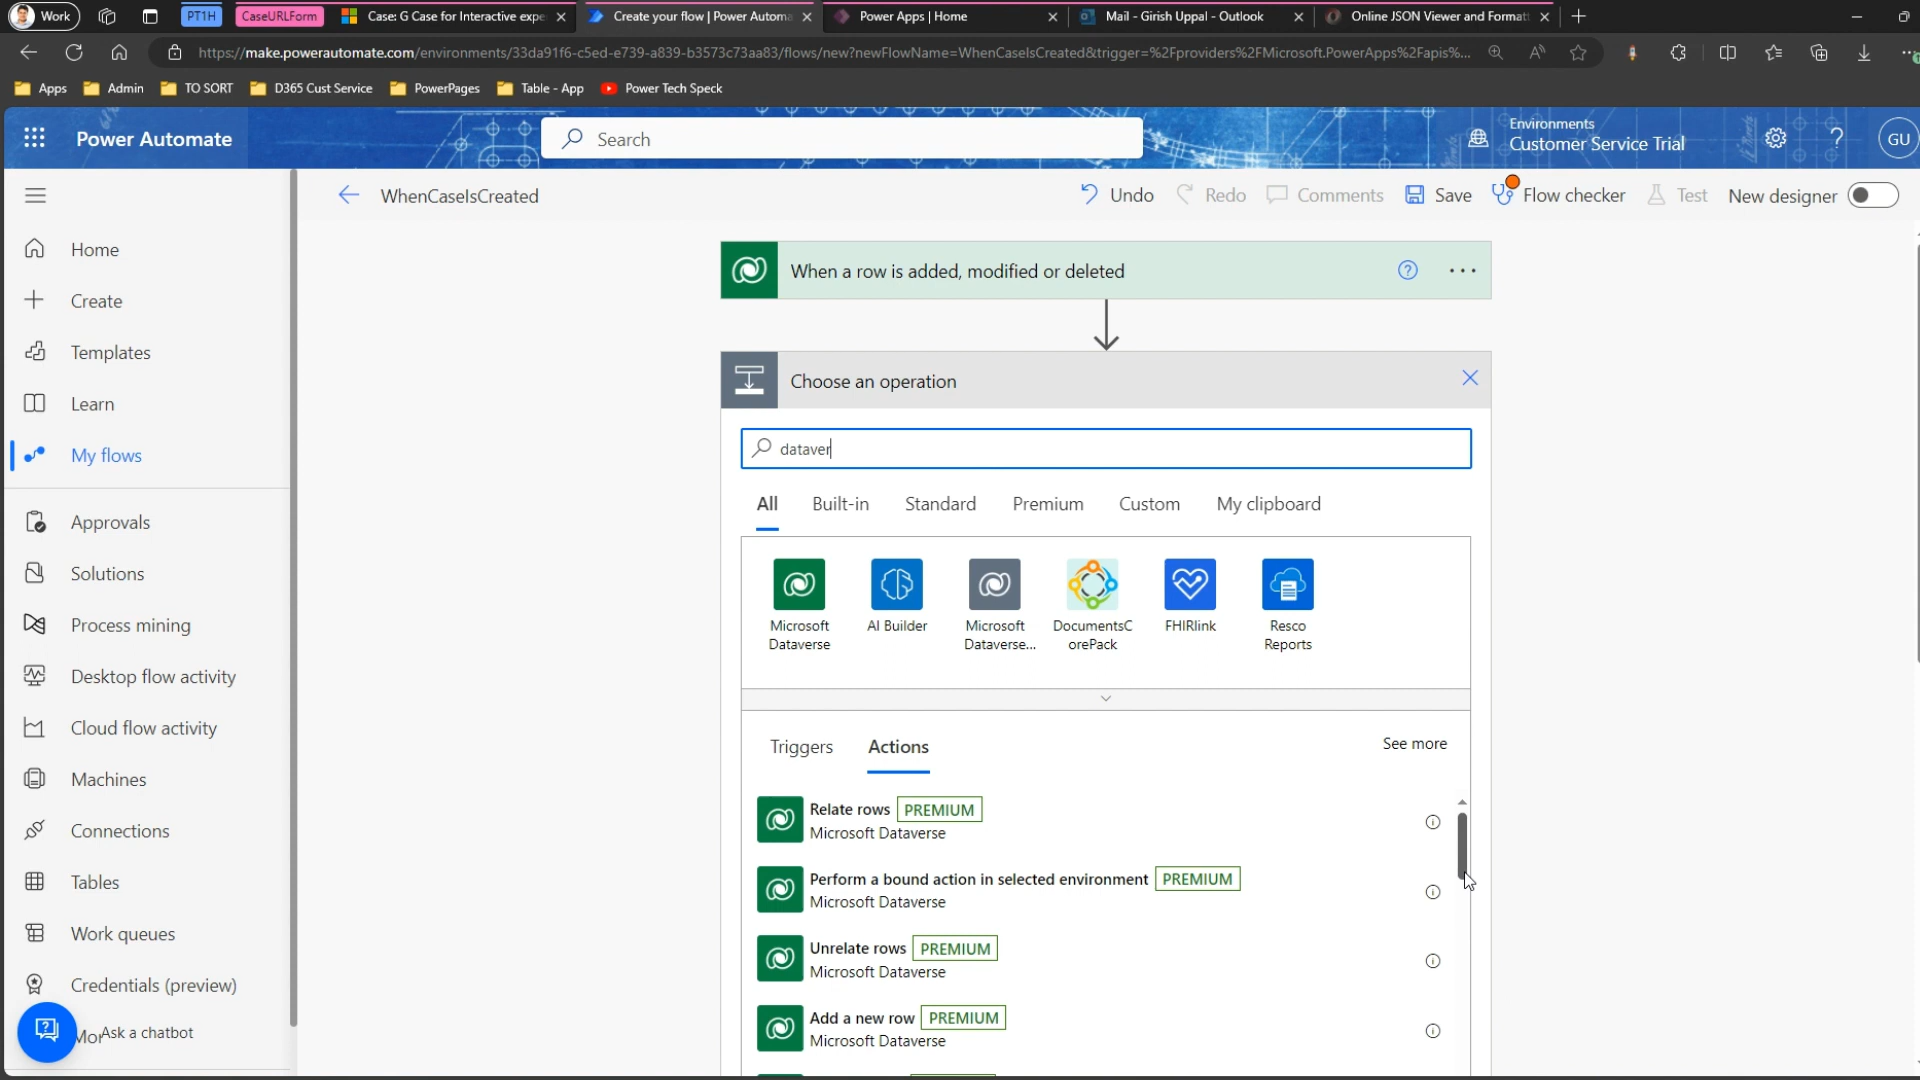 Work
PT1H
CaseURLForm
Case: G Case for Interactive expe
Create your flow | Power Automa
Power Apps | Home
Mail - Girish Uppal - Outlook
Online JSON Viewer and Formatt
https://make.powerautomate.com/environments/33da91f6-c5ed-e739-a839-b3573c73aa83/flows/new?newFlowName=WhenCaseIsCreated&trigger=%2Fproviders%2FMicrosoft.PowerApps%2Fapis%...
Apps
Admin
TO SORT
D365 Cust Service
PowerPages
Table - App
Power Tech Speck
Power Automate
Search
Environments
Customer Service Trial
GU
WhenCaseIsCreated
Undo
Redo
Comments
Save
Flow checker
Test
New designer
Home
Create
Templates
Learn
My flows
Approvals
Solutions
Process mining
Desktop flow activity
Cloud flow activity
Machines
Connections
Tables
Work queues
Credentials (preview)
Mor
Ask a chatbot
When a row is added, modified or deleted
Choose an operation
dataver
All
Built-in
Standard
Premium
Custom
My clipboard
Microsoft
Dataverse
AI Builder
Microsoft
Dataverse...
DocumentsC
orePack
FHIRlink
Resco
Reports
Triggers
Actions
See more
Relate rows PREMIUM
Microsoft Dataverse
Perform a bound action in selected environment PREMIUM
Microsoft Dataverse
Unrelate rows PREMIUM
Microsoft Dataverse
Add a new row PREMIUM
Microsoft Dataverse